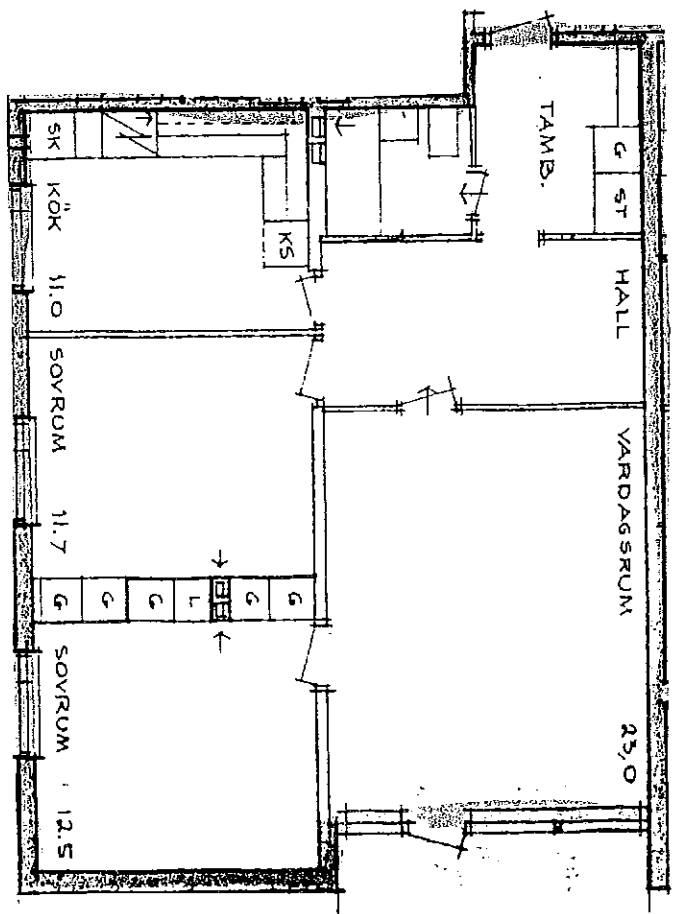 TAMB.
G
ST
HALL
VARDAGSRUM 23,0
SK
KÖK 11.0
KS
SOVRUM 11.7
G
G
G
L
G
G
SOVRUM 12.5